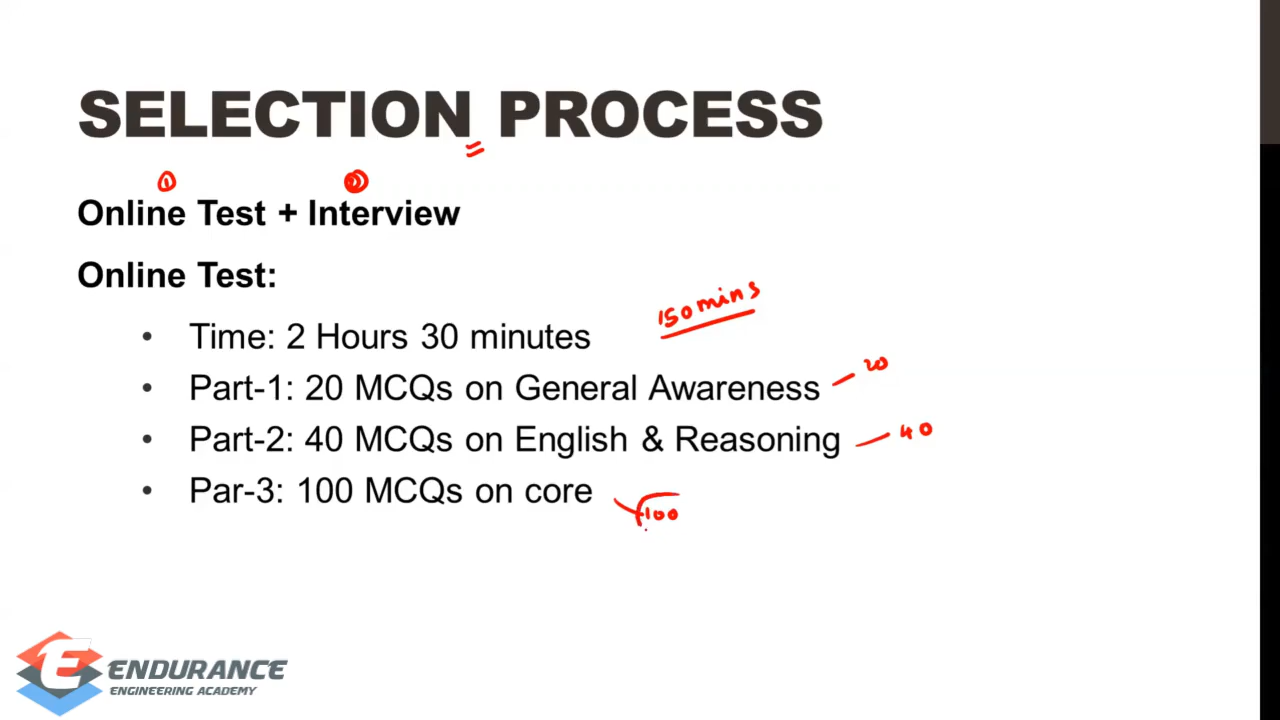 SELECTION PROCESS
①
Online Test + Interview
Online Test:
150 mins
• Time: 2 Hours 30 minutes
• Part-1: 20 MCQs on General Awareness — 20
• Part-2: 40 MCQs on English & Reasoning — 40
• Par-3: 100 MCQs on core
100
ENDURANCE
ENGINEERING ACADEMY